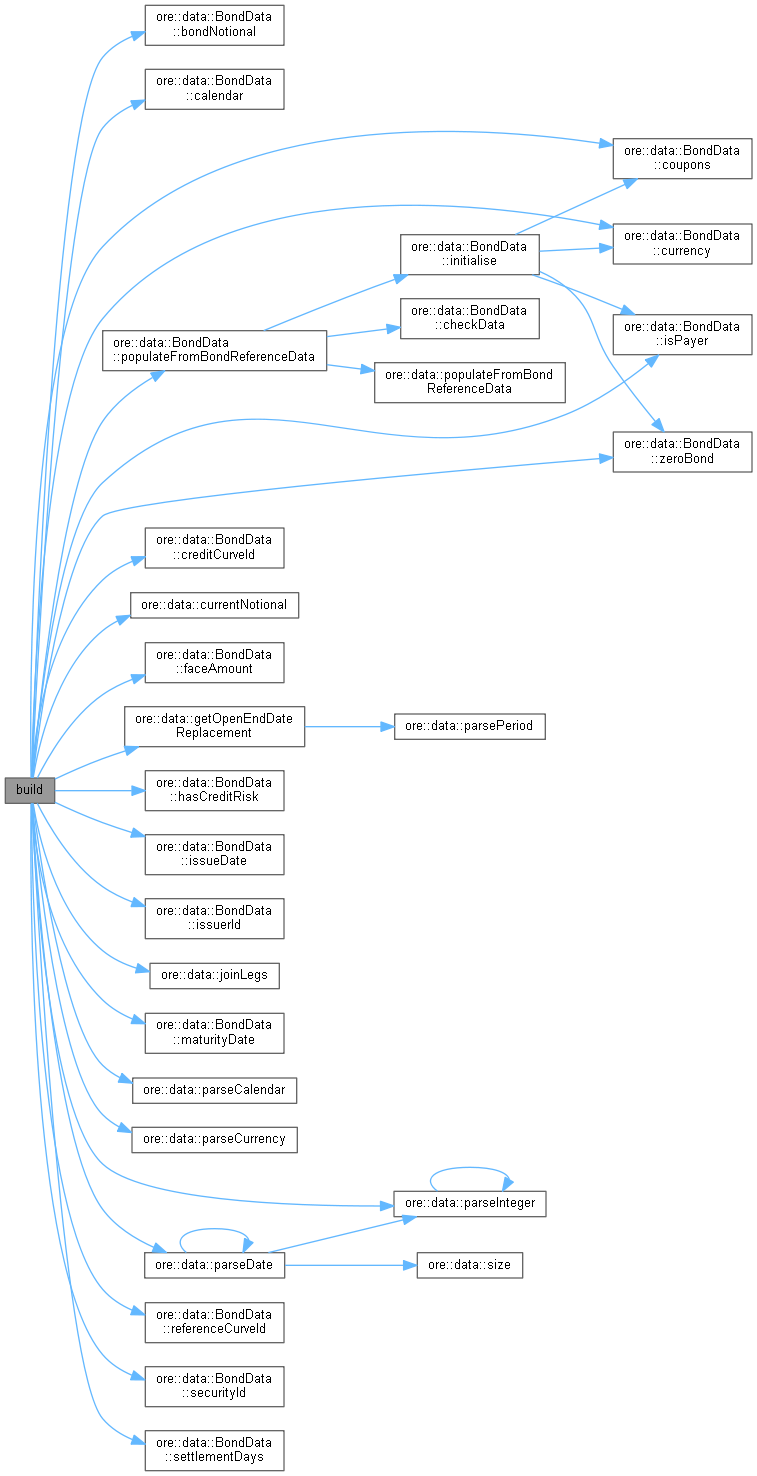 ore::data::BondData
::bondNotional
ore::data::BondData
::calendar
ore::data::BondData
::coupons
ore::data::BondData
::currency
ore::data::BondData
::initialise
ore::data::BondData
::checkData
ore::data::BondData
::isPayer
ore::data::BondData
::populateFromBondReferenceData
ore::data::populateFromBond
ReferenceData
ore::data::BondData
::zeroBond
ore::data::BondData
::creditCurveId
ore::data::currentNotional
ore::data::BondData
::faceAmount
ore::data::getOpenEndDate
Replacement
ore::data::parsePeriod
build
ore::data::BondData
::hasCreditRisk
ore::data::BondData
::issueDate
ore::data::BondData
::issuerId
ore::data::joinLegs
ore::data::BondData
::maturityDate
ore::data::parseCalendar
ore::data::parseCurrency
ore::data::parseInteger
ore::data::parseDate
ore::data::size
ore::data::BondData
::referenceCurveId
ore::data::BondData
::securityId
ore::data::BondData
::settlementDays